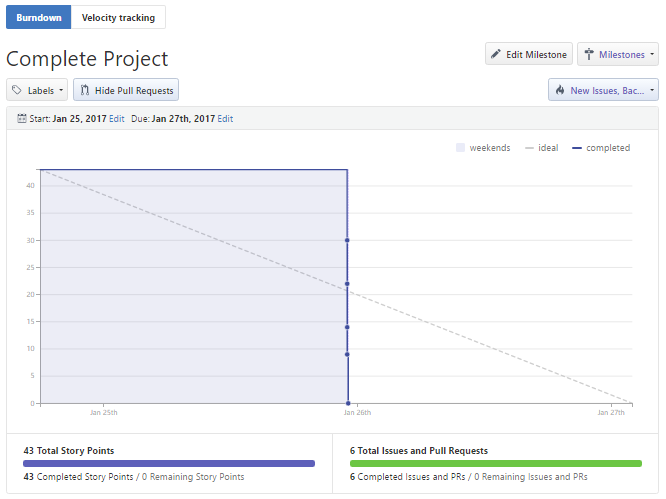 Burndown Velocity tracking
Complete Project
Edit Milestone Milestones
Labels Hide Pull Requests New Issues, Bac...
Start: Jan 25, 2017 Edit Due: Jan 27th, 2017 Edit
weekends ideal completed
40
35
30
25
20
15
10
5
0
Jan 25th Jan 26th Jan 27th
43 Total Story Points 6 Total Issues and Pull Requests
43 Completed Story Points / 0 Remaining Story Points 6 Completed Issues and PRs / 0 Remaining Issues and PRs